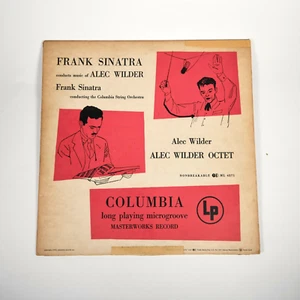 FRANK SINATRA
conducts music of ALEC WILDER
Frank Sinatra
conducting the Columbia String Orchestra
Alec Wilder
ALEC WILDER OCTET
NONBREAKABLE
COLUMBIA
long playing microgroove
MASTERWORKS RECORD
Lp